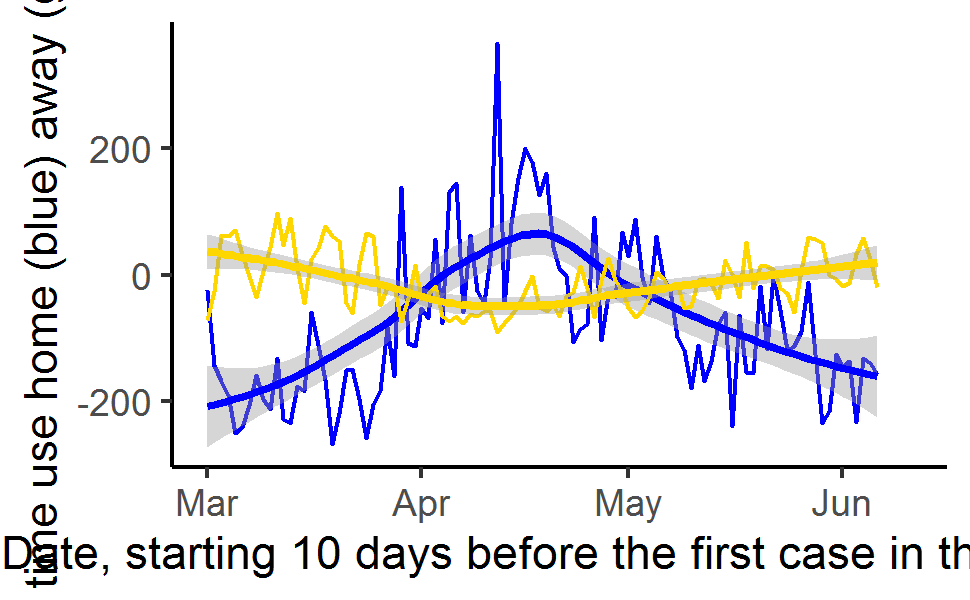 time use home (blue) away (
200
0
-200
Mar Apr May Jun
Date, starting 10 days before the first case in th